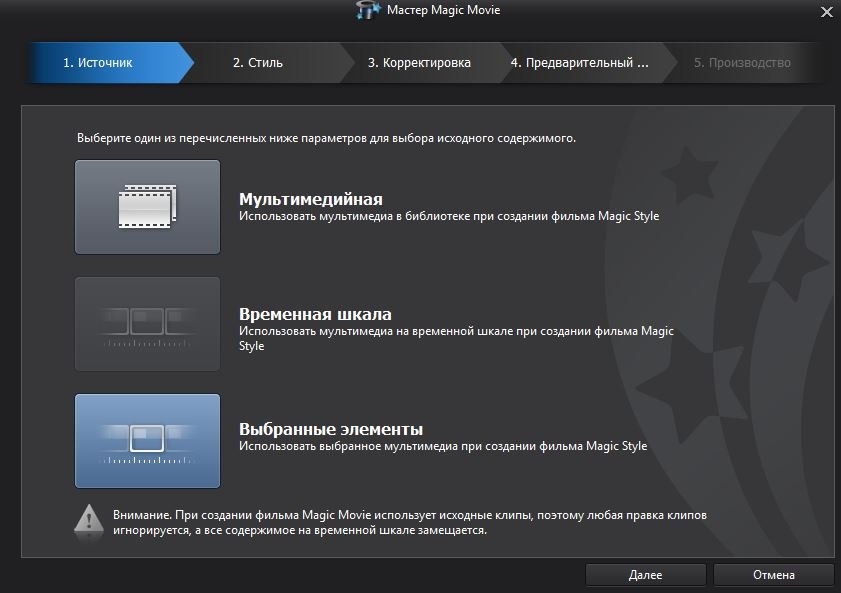 Мастер Magic Movie
1. Источник
2. Стиль
3. Корректировка
4. Предварительный ...
5. Производство
Выберите один из перечисленных ниже параметров для выбора исходного содержимого.
Мультимедийная
Использовать мультимедиа в библиотеке при создании фильма Magic Style
Временная шкала
Использовать мультимедиа на временной шкале при создании фильма Magic
Style
Выбранные элементы
Использовать выбранное мультимедиа при создании фильма Magic Style
Внимание. При создании фильма Magic Movie использует исходные клипы, поэтому любая правка клипов
игнорируется, а все содержимое на временной шкале замещается.
Далее
Отмена